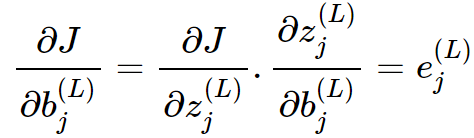 ∂J/∂b_j^{(L)} = ∂J/∂z_j^{(L)} . ∂z_j^{(L)}/∂b_j^{(L)} = e_j^{(L)}